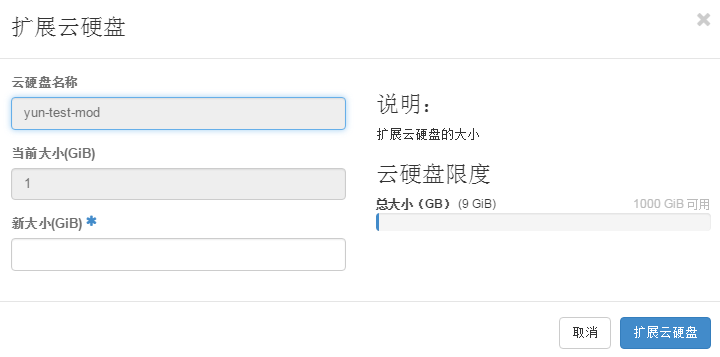 扩展云硬盘
×
云硬盘名称
yun-test-mod
当前大小(GiB)
1
新大小(GiB) *
说明：
扩展云硬盘的大小
云硬盘限度
总大小（GB） (9 GiB) 1000 GiB 可用
取消 扩展云硬盘